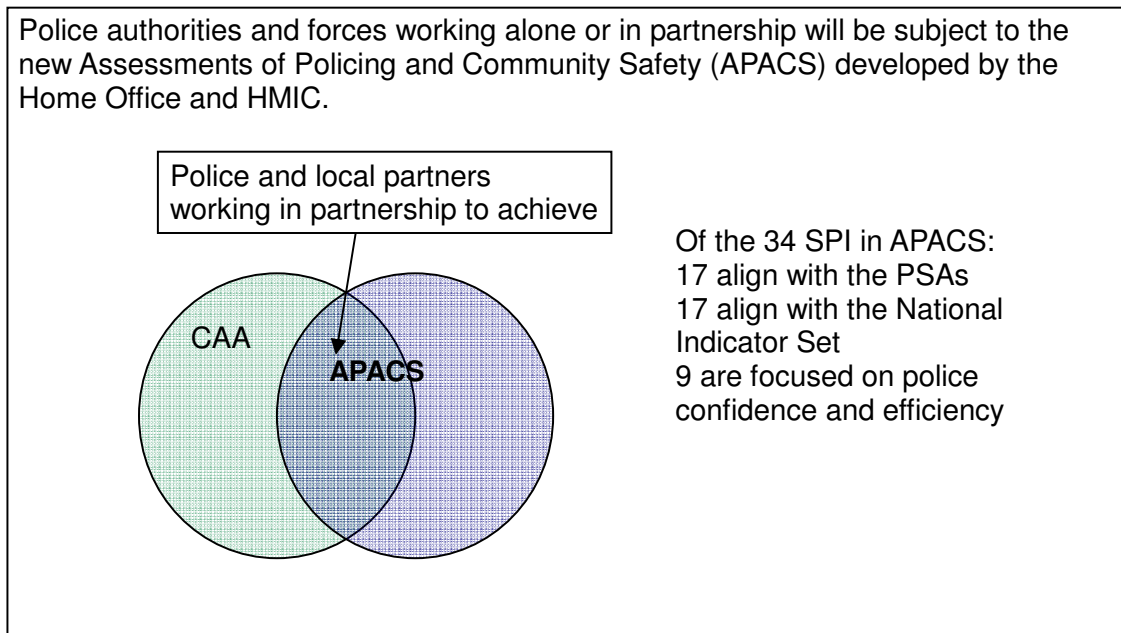 Police authorities and forces working alone or in partnership will be subject to the
new Assessments of Policing and Community Safety (APACS) developed by the
Home Office and HMIC.
Police and local partners
working in partnership to achieve
CAA
APACS
Of the 34 SPI in APACS:
17 align with the PSAs
17 align with the National
Indicator Set
9 are focused on police
confidence and efficiency